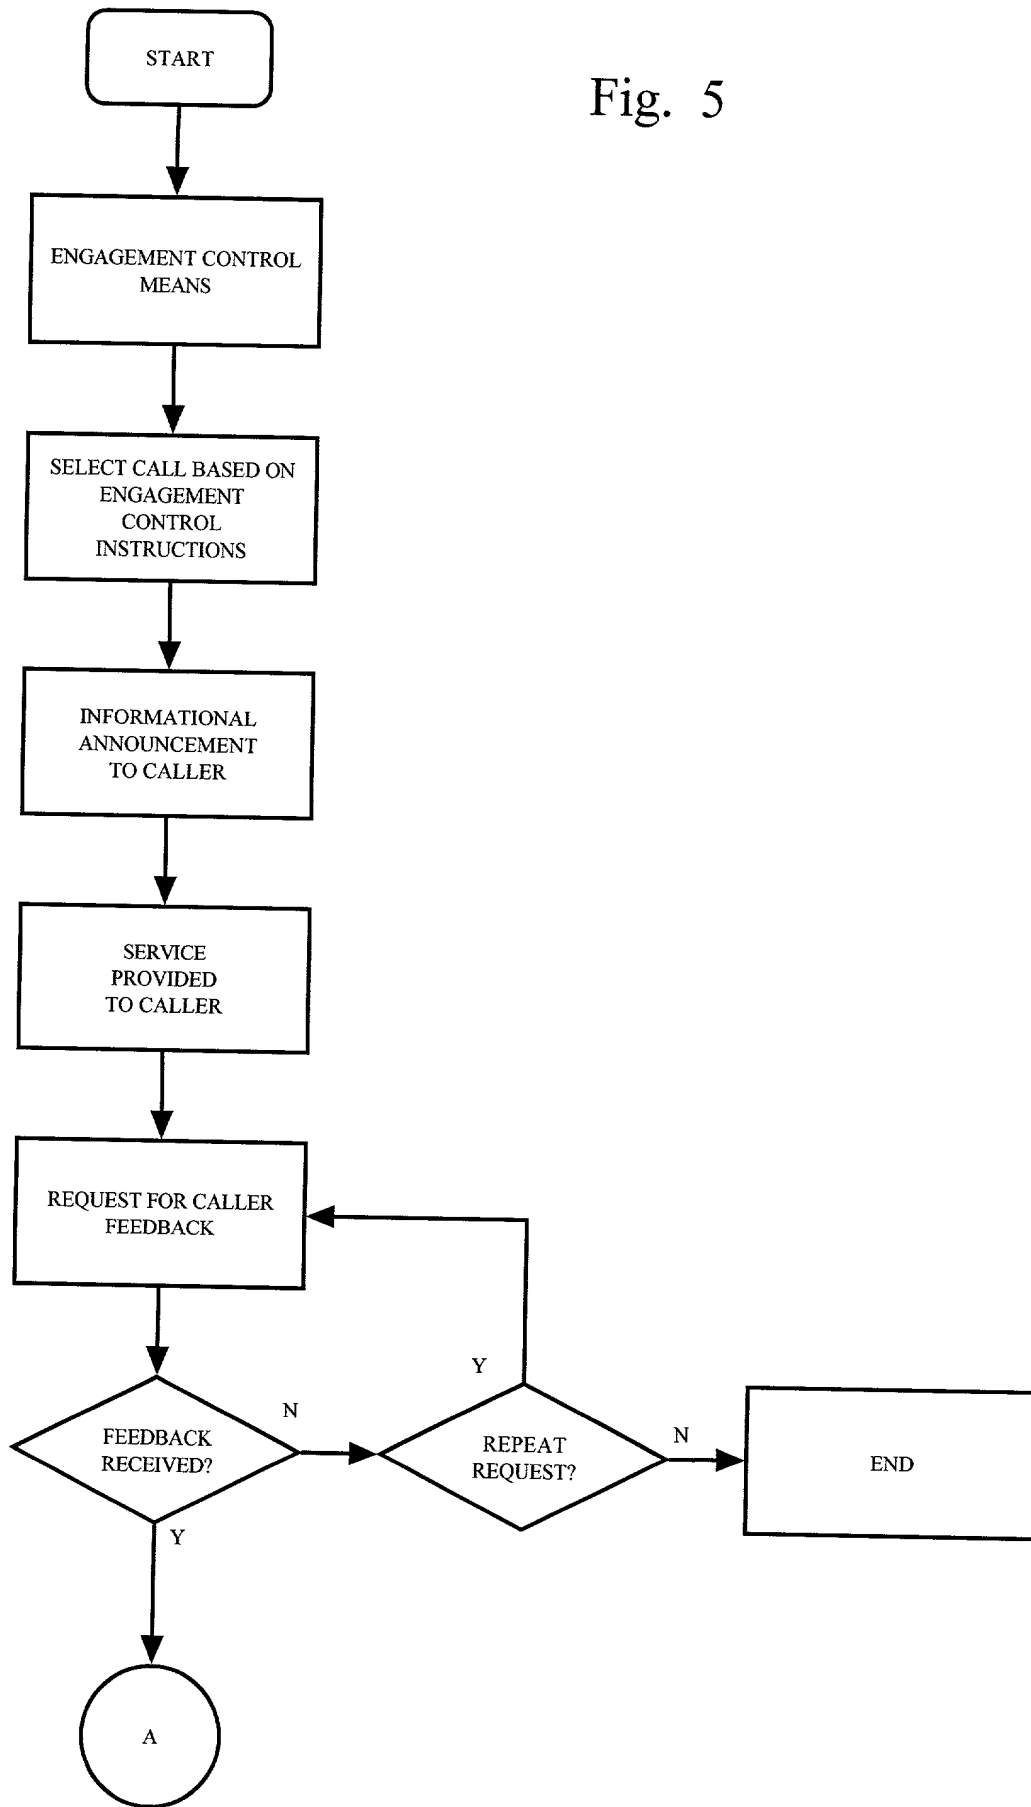 START
Fig. 5
ENGAGEMENT CONTROL
MEANS
SELECT CALL BASED ON
ENGAGEMENT
CONTROL
INSTRUCTIONS
INFORMATIONAL
ANNOUNCEMENT
TO CALLER
SERVICE
PROVIDED
TO CALLER
REQUEST FOR CALLER
FEEDBACK
Y
N
FEEDBACK
RECEIVED?
REPEAT
REQUEST?
N
END
Y
A